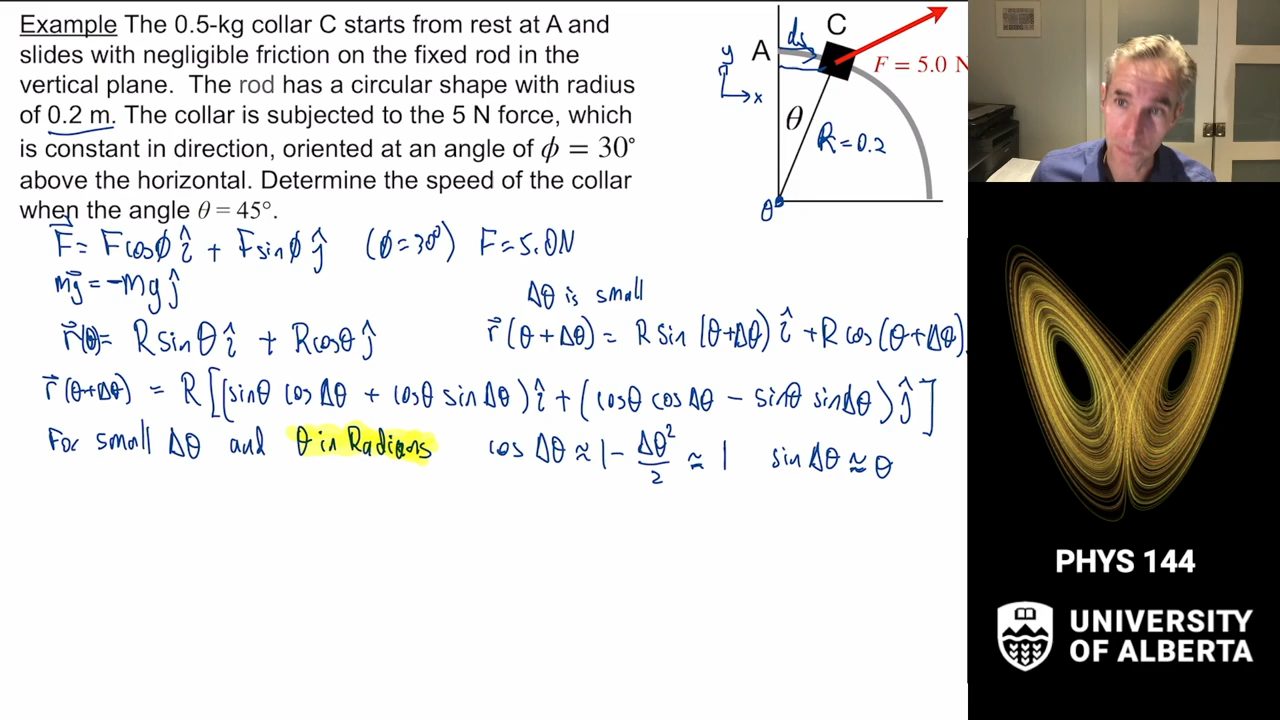 Example The 0.5-kg collar C starts from rest at A and
slides with negligible friction on the fixed rod in the
vertical plane. The rod has a circular shape with radius
of 0.2 m. The collar is subjected to the 5 N force, which
is constant in direction, oriented at an angle of ϕ = 30°
above the horizontal. Determine the speed of the collar
when the angle θ = 45°.
C
ds
A
y
x
F = 5.0 N
θ
R = 0.2
θ
F⃗ = F cosϕ î + F sinϕ ĵ (ϕ = 30°) F = 5.0N
mg⃗ = -Mg ĵ
Δθ is small
r⃗(θ) = R sinθ î + R cosθ ĵ r⃗(θ + Δθ) = R sin (θ+Δθ) î + R cos (θ+Δθ)
r⃗(θ+Δθ) = R[(sinθ cosΔθ + cosθ sinΔθ) î + (cosθ cosΔθ - sinθ sinΔθ) ĵ]
For small Δθ and θ in Radians cos Δθ ≈ 1 - Δθ²/2 ≈ 1 sin Δθ ≈ θ
PHYS 144
UNIVERSITY
OF ALBERTA